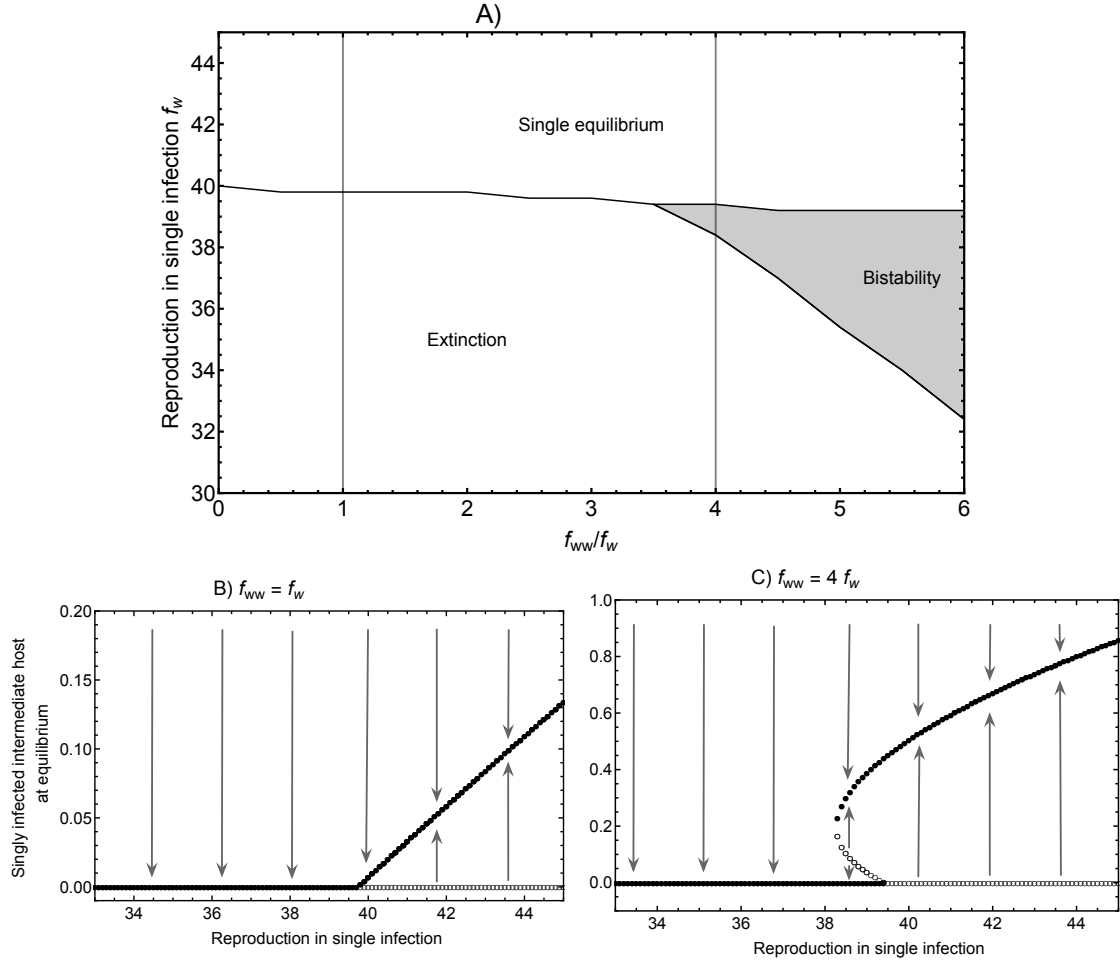 A)
Reproduction in single infection f_w
44
42
40
38
36
34
32
30
Single equilibrium
Bistability
Extinction
0 1 2 3 4 5 6
f_ww/f_w
B) f_ww = f_w
Singly infected intermediate host
at equilibrium
0.20
0.15
0.10
0.05
0.00
34 36 38 40 42 44
Reproduction in single infection
C) f_ww = 4 f_w
1.0
0.8
0.6
0.4
0.2
0.0
34 36 38 40 42 44
Reproduction in single infection